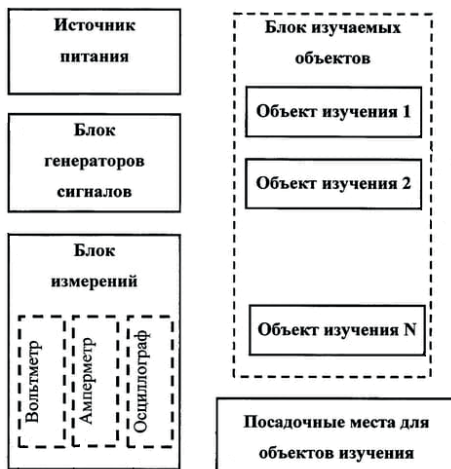 Источник
питания
Блок
генераторов
сигналов
Блок
измерений
Вольтметр
Амперметр
Осциллограф
Блок изучаемых
объектов
Объект изучения 1
Объект изучения 2
Объект изучения N
Посадочные места для
объектов изучения